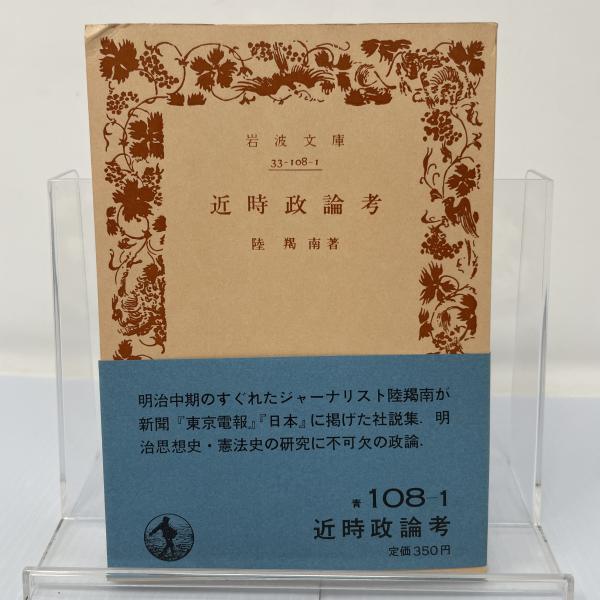 岩波文庫
33-108-1
近時政論考
陸羯南著
明治中期のすぐれたジャーナリスト陸羯南が
新聞『東京電報』『日本』に掲げた社説集. 明
治思想史・憲法史の研究に不可欠の政論.
青 108-1
近時政論考
定価350円